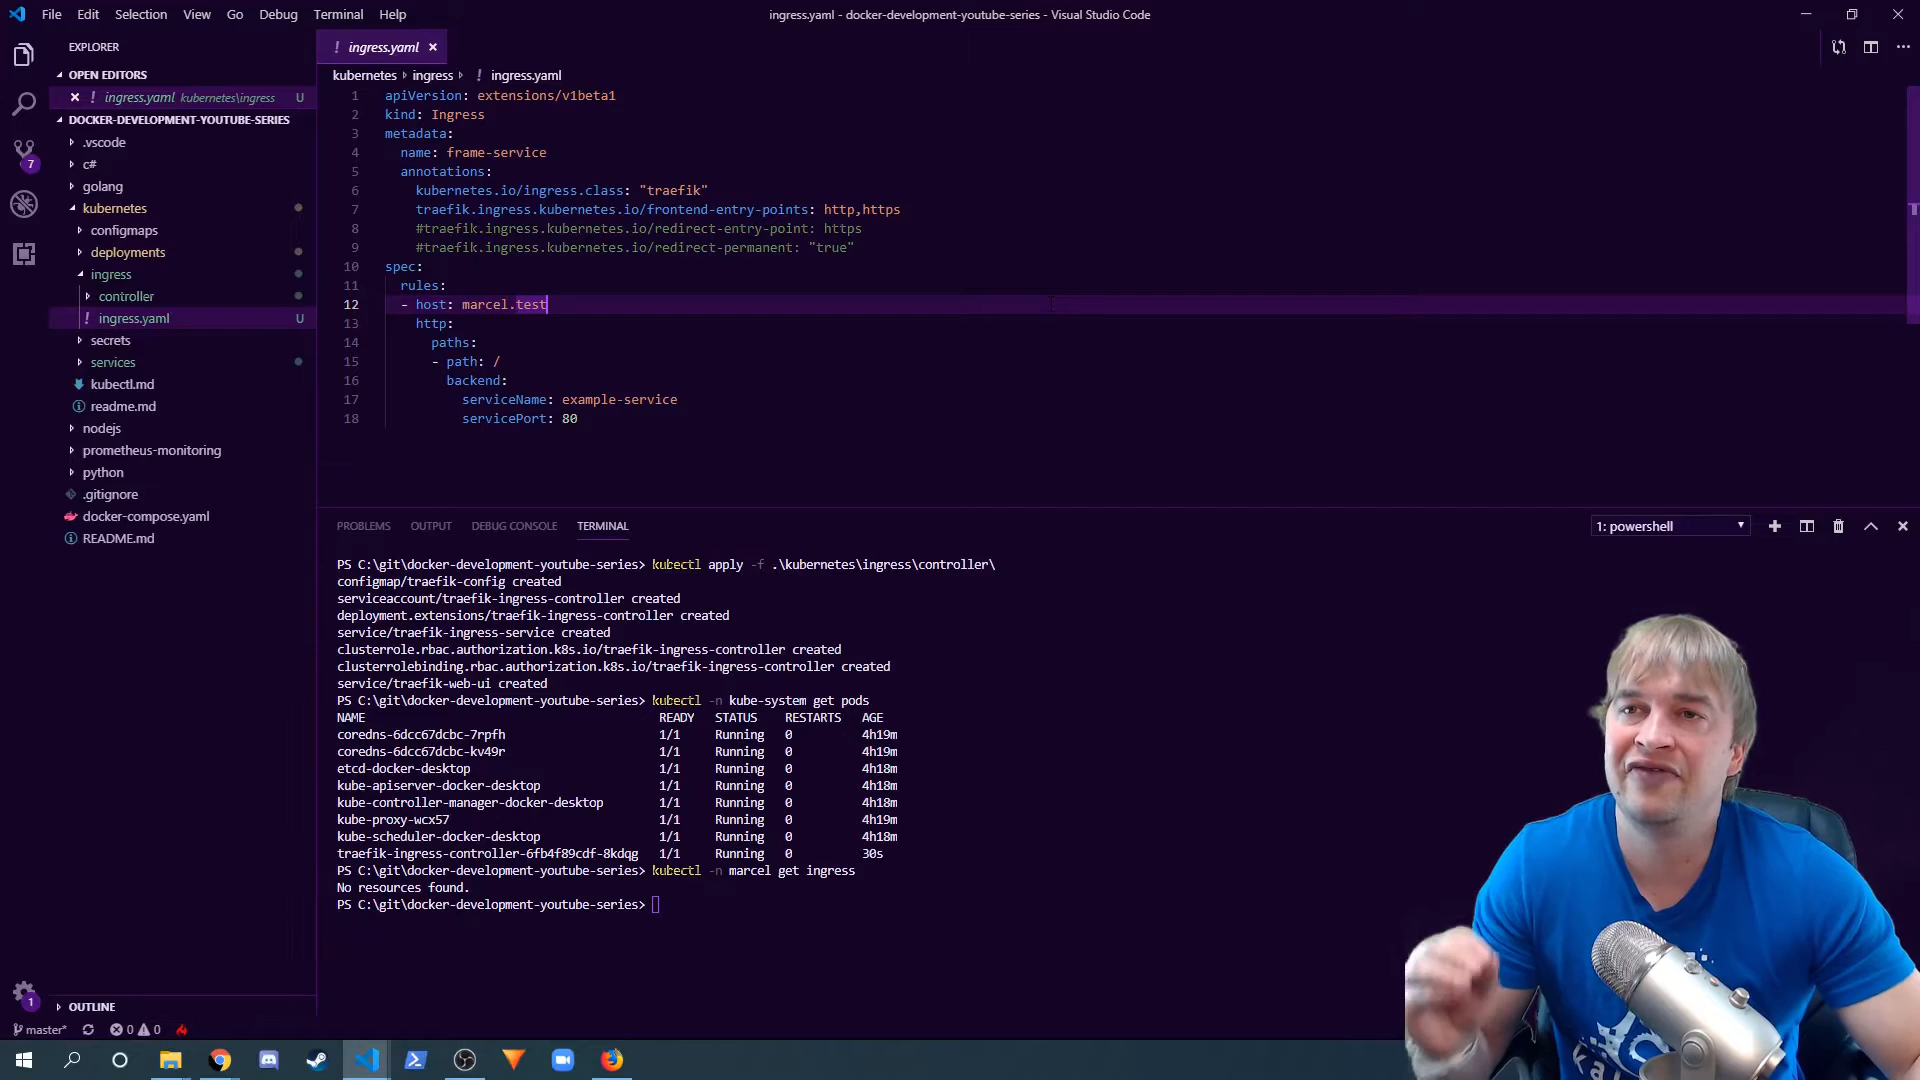 File Edit Selection View Go Debug Terminal Help
ingress.yaml - docker-development-youtube-series - Visual Studio Code
EXPLORER
OPEN EDITORS
ingress.yaml kubernetes\ingress U
DOCKER-DEVELOPMENT-YOUTUBE-SERIES
.vscode
c#
golang
kubernetes
configmaps
deployments
ingress
controller
! ingress.yaml U
secrets
services
kubectl.md
readme.md
nodejs
prometheus-monitoring
python
.gitignore
docker-compose.yaml
README.md
OUTLINE
7
1
! ingress.yaml
kubernetes ingress ! ingress.yaml
1 apiVersion: extensions/v1beta1
2 kind: Ingress
3 metadata:
4 name: frame-service
5 annotations:
6 kubernetes.io/ingress.class: "traefik"
7 traefik.ingress.kubernetes.io/frontend-entry-points: http,https
8 #traefik.ingress.kubernetes.io/redirect-entry-point: https
9 #traefik.ingress.kubernetes.io/redirect-permanent: "true"
10 spec:
11 rules:
12 - host: marcel.test
13 http:
14 paths:
15 - path: /
16 backend:
17 serviceName: example-service
18 servicePort: 80
PROBLEMS OUTPUT DEBUG CONSOLE TERMINAL
1: powershell
PS C:\git\docker-development-youtube-series> kubectl apply -f .\kubernetes\ingress\controller\
configmap/traefik-config created
serviceaccount/traefik-ingress-controller created
deployment.extensions/traefik-ingress-controller created
service/traefik-ingress-service created
clusterrole.rbac.authorization.k8s.io/traefik-ingress-controller created
clusterrolebinding.rbac.authorization.k8s.io/traefik-ingress-controller created
service/traefik-web-ui created
PS C:\git\docker-development-youtube-series> kubectl -n kube-system get pods
NAME READY STATUS RESTARTS AGE
coredns-6dcc67dcbc-7rpfh 1/1 Running 0 4h19m
coredns-6dcc67dcbc-kv49r 1/1 Running 0 4h19m
etcd-docker-desktop 1/1 Running 0 4h18m
kube-apiserver-docker-desktop 1/1 Running 0 4h18m
kube-controller-manager-docker-desktop 1/1 Running 0 4h18m
kube-proxy-wcx57 1/1 Running 0 4h19m
kube-scheduler-docker-desktop 1/1 Running 0 4h18m
traefik-ingress-controller-6fb4f89cdf-8kdqg 1/1 Running 0 30s
PS C:\git\docker-development-youtube-series> kubectl -n marcel get ingress
No resources found.
PS C:\git\docker-development-youtube-series>
master* 0 0